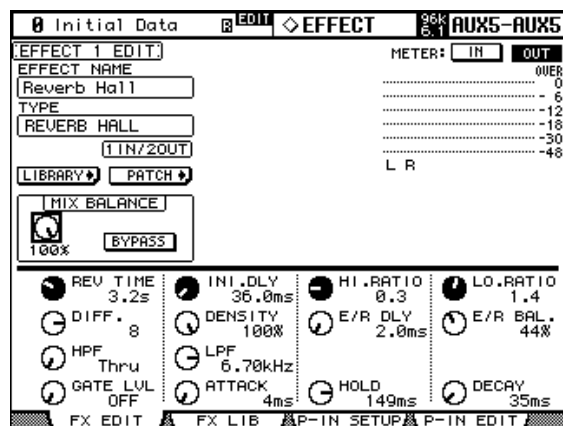 0 Initial Data R EDIT ◇EFFECT 96k 6.1 AUX5-AUX5
EFFECT 1 EDIT METER: IN OUT
EFFECT NAME
Reverb Hall
TYPE
REVERB HALL
1IN/2OUT
LIBRARY PATCH
OVER
0
- 6
-12
-18
-30
-48
L R
MIX BALANCE
100% BYPASS
REV TIME 3.2s INI.DLY 36.0ms HI.RATIO 0.3 LO.RATIO 1.4
DIFF. 8 DENSITY 100% E/R DLY 2.0ms E/R BAL. 44%
HPF Thru LPF 6.70kHz
GATE LVL OFF ATTACK 4ms HOLD 149ms DECAY 35ms
FX EDIT FX LIB P-IN SETUP P-IN EDIT